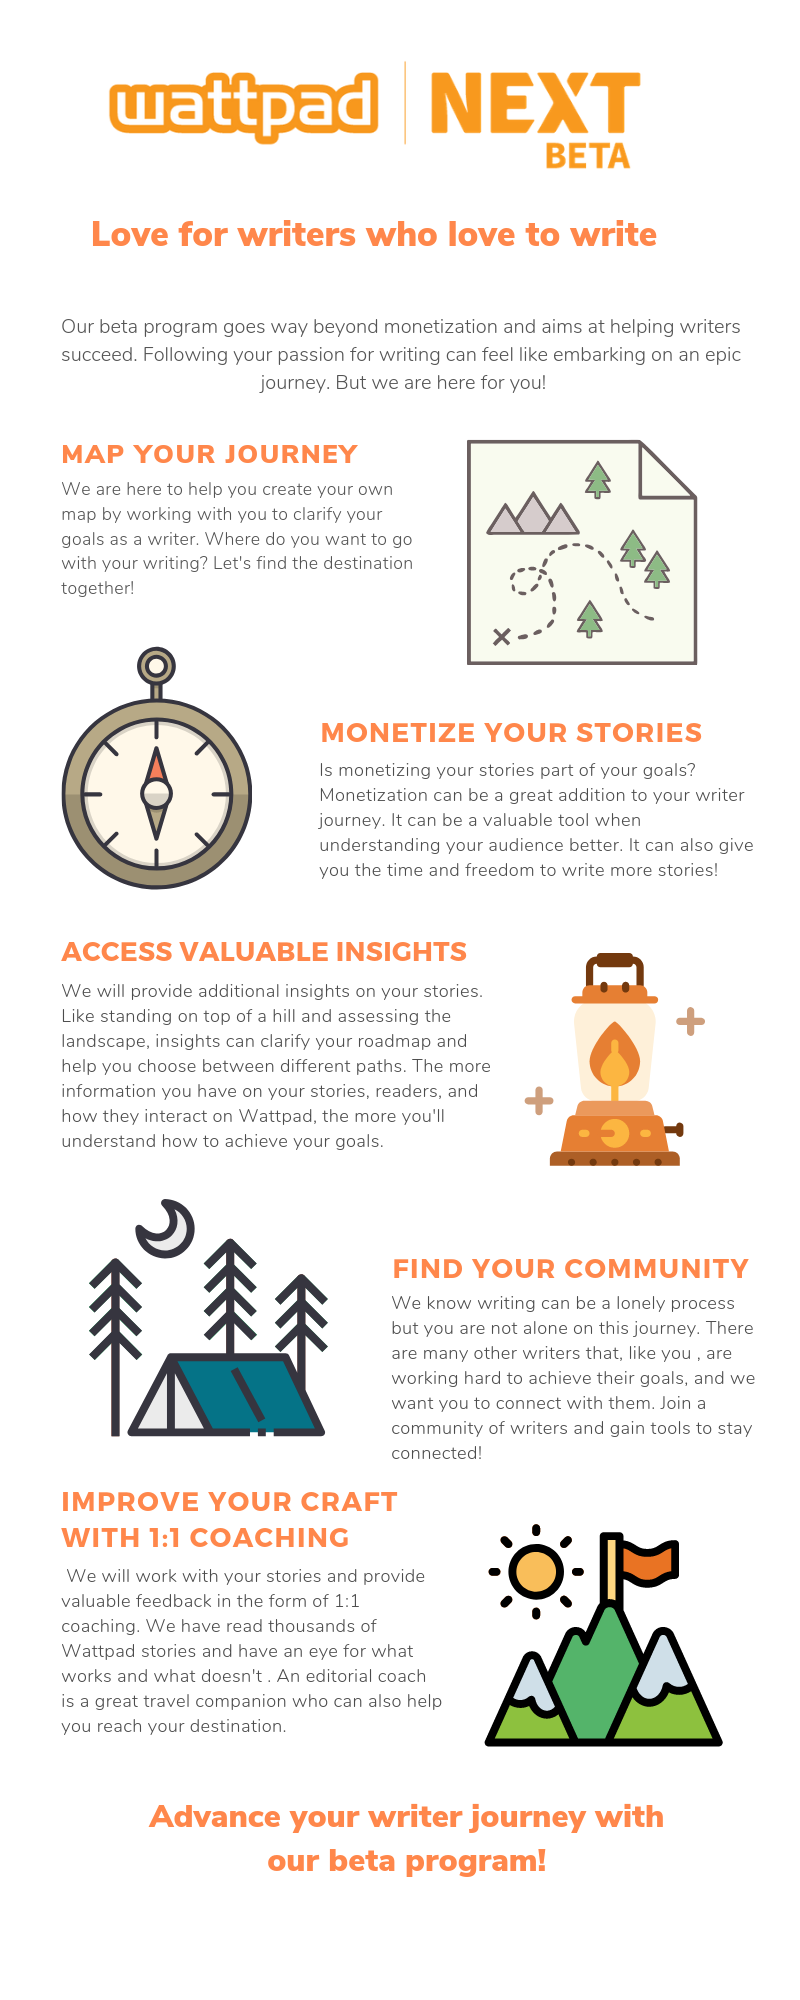 wattpad
NEXT
BETA
Love for writers who love to write
Our beta program goes way beyond monetization and aims at helping writers
succeed. Following your passion for writing can feel like embarking on an epic
journey. But we are here for you!
MAP YOUR JOURNEY
We are here to help you create your own
map by working with you to clarify your
goals as a writer. Where do you want to go
with your writing? Let's find the destination
together!
MONETIZE YOUR STORIES
Is monetizing your stories part of your goals?
Monetization can be a great addition to your writer
journey. It can be a valuable tool when
understanding your audience better. It can also give
you the time and freedom to write more stories!
ACCESS VALUABLE INSIGHTS
We will provide additional insights on your stories.
Like standing on top of a hill and assessing the
landscape, insights can clarify your roadmap and
help you choose between different paths. The more
information you have on your stories, readers, and
how they interact on Wattpad, the more you'll
understand how to achieve your goals.
FIND YOUR COMMUNITY
We know writing can be a lonely process
but you are not alone on this journey. There
are many other writers that, like you , are
working hard to achieve their goals, and we
want you to connect with them. Join a
community of writers and gain tools to stay
connected!
IMPROVE YOUR CRAFT
WITH 1:1 COACHING
We will work with your stories and provide
valuable feedback in the form of 1:1
coaching. We have read thousands of
Wattpad stories and have an eye for what
works and what doesn't . An editorial coach
is a great travel companion who can also help
you reach your destination.
Advance your writer journey with
our beta program!